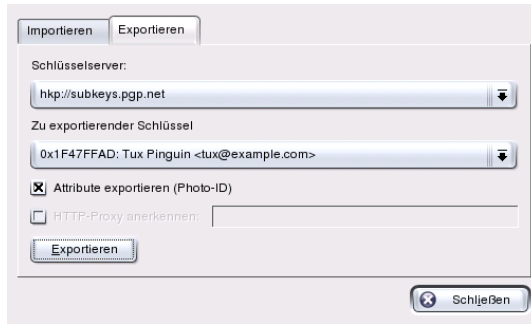 Importieren
Exportieren
Schlüsselserver:
hkp://subkeys.pgp.net
Zu exportierender Schlüssel
0x1F47FFAD: Tux Pinguin <tux@example.com>
Attribute exportieren (Photo-ID)
HTTP-Proxy anerkennen:
Exportieren
Schließen